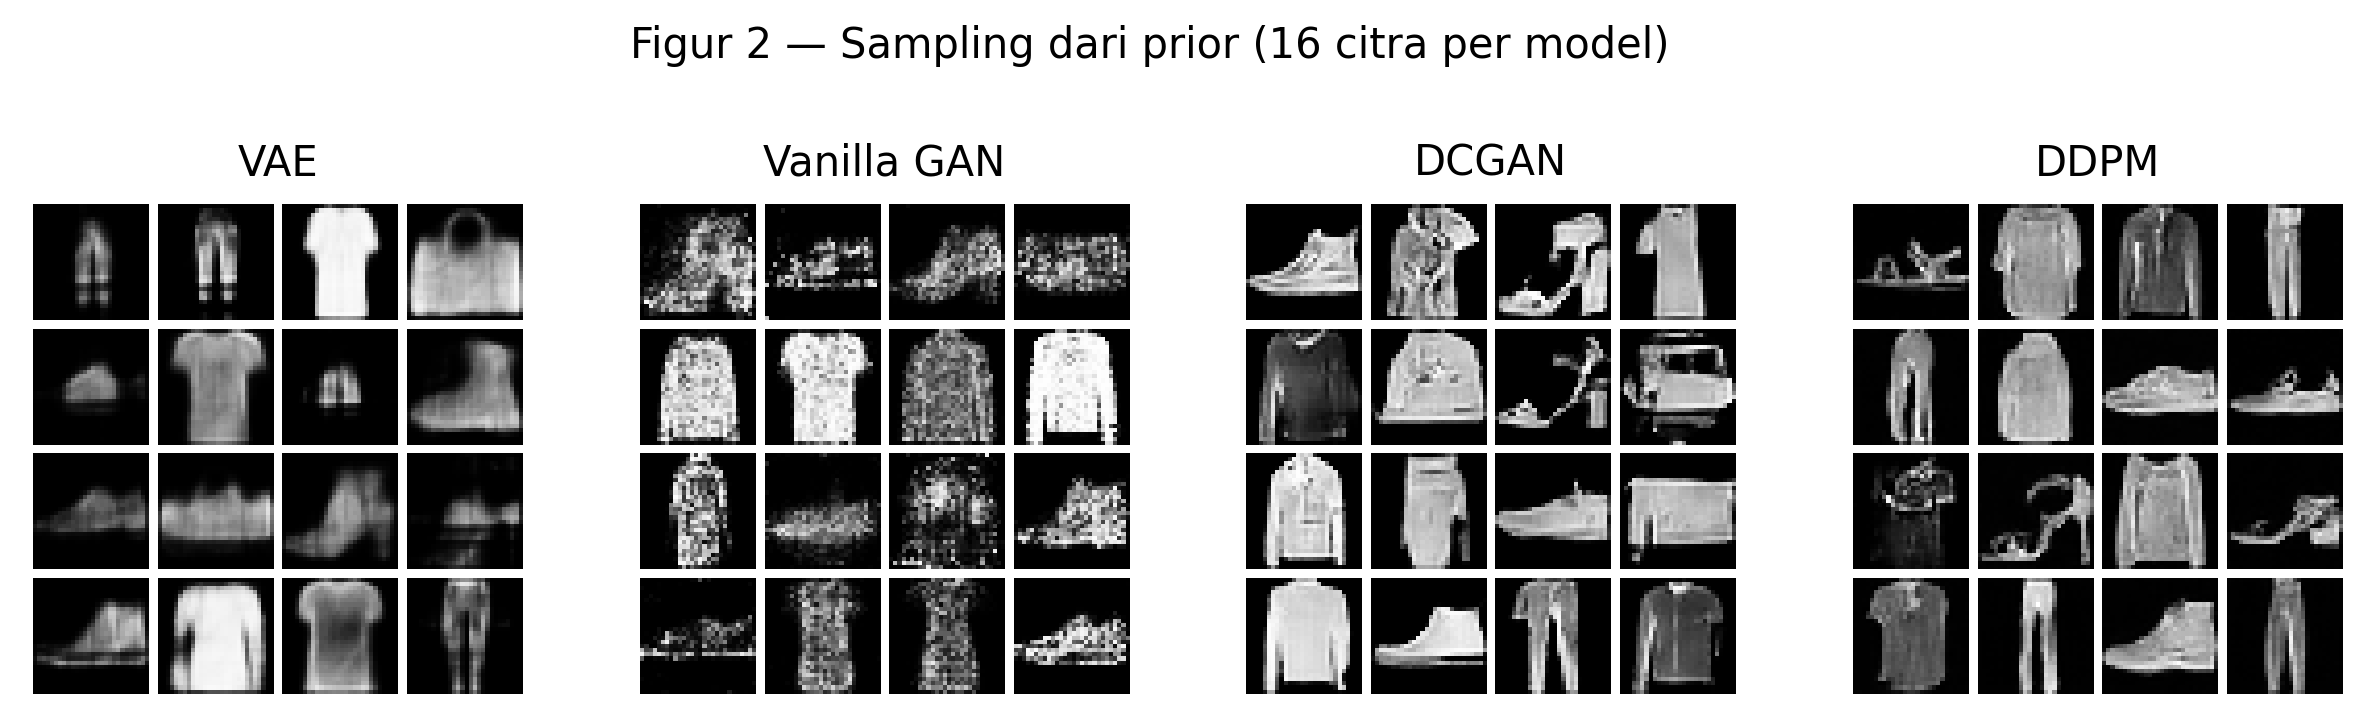 Figur 2 — Sampling dari prior (16 citra per model)
VAE
Vanilla GAN
DCGAN
DDPM